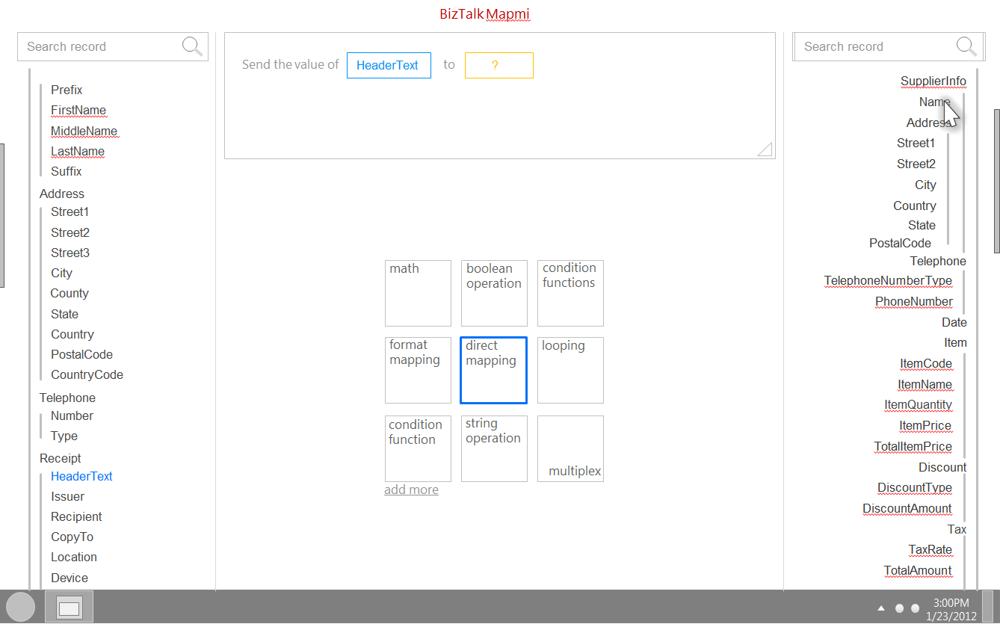 BizTalk Mapmi
Search record
Prefix
FirstName
MiddleName
LastName
Suffix
Address
Street1
Street2
Street3
City
County
State
Country
PostalCode
CountryCode
Telephone
Number
Type
Receipt
HeaderText
Issuer
Recipient
CopyTo
Location
Device
Send the value of HeaderText to ?
math
boolean
operation
condition
functions
format
mapping
direct
mapping
looping
condition
function
string
operation
multiplex
add more
Search record
SupplierInfo
Name
Address
Street1
Street2
City
Country
State
PostalCode
Telephone
TelephoneNumberType
PhoneNumber
Date
Item
ItemCode
ItemName
ItemQuantity
ItemPrice
TotalItemPrice
Discount
DiscountType
DiscountAmount
Tax
TaxRate
TotalAmount
3:00PM
1/23/2012